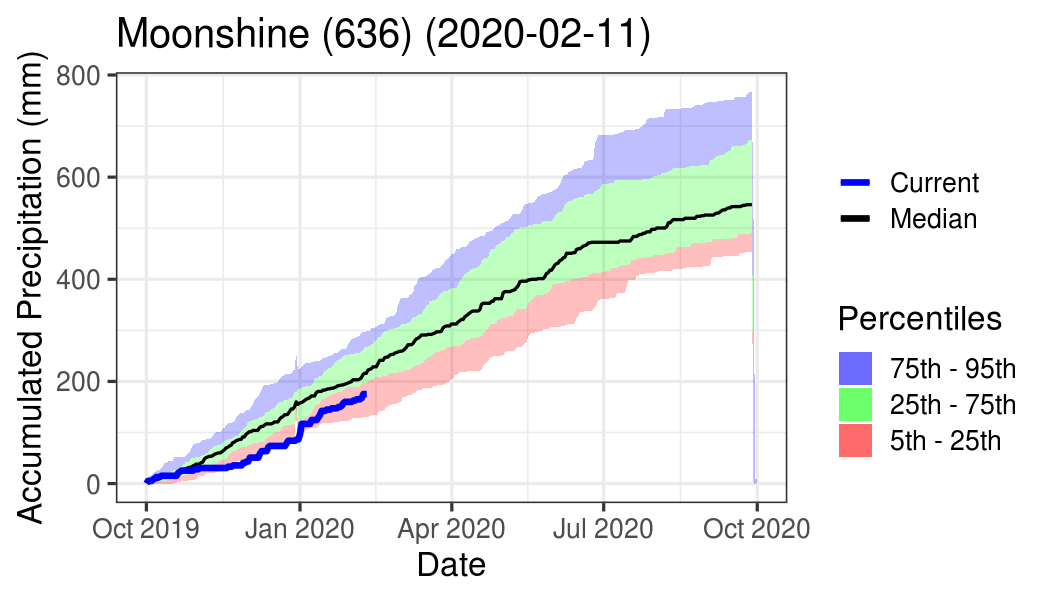 Moonshine (636) (2020-02-11)
Accumulated Precipitation (mm)
800
600
400
200
0
Oct 2019
Jan 2020
Apr 2020
Jul 2020
Oct 2020
Date
Current
Median
Percentiles
75th - 95th
25th - 75th
5th - 25th